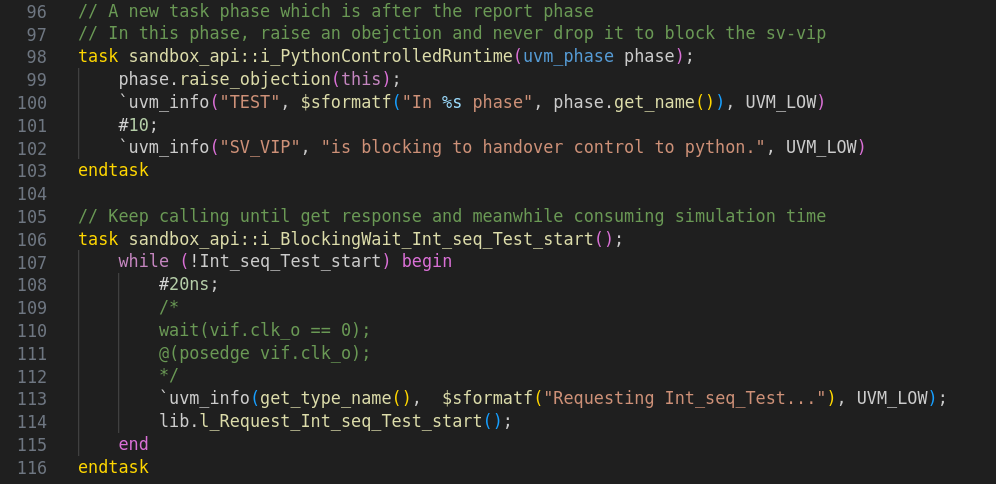 96 // A new task phase which is after the report phase
97 // In this phase, raise an obejction and never drop it to block the sv-vip
98 task sandbox_api::i_PythonControlledRuntime(uvm_phase phase);
99     phase.raise_objection(this);
100     `uvm_info("TEST", $sformatf("In %s phase", phase.get_name()), UVM_LOW)
101     #10;
102     `uvm_info("SV_VIP", "is blocking to handover control to python.", UVM_LOW)
103 endtask
104
105 // Keep calling until get response and meanwhile consuming simulation time
106 task sandbox_api::i_BlockingWait_Int_seq_Test_start();
107     while (!Int_seq_Test_start) begin
108         #20ns;
109         /*
110         wait(vif.clk_o == 0);
111         @(posedge vif.clk_o);
112         */
113         `uvm_info(get_type_name(),  $sformatf("Requesting Int_seq_Test..."), UVM_LOW);
114         lib.l_Request_Int_seq_Test_start();
115     end
116 endtask